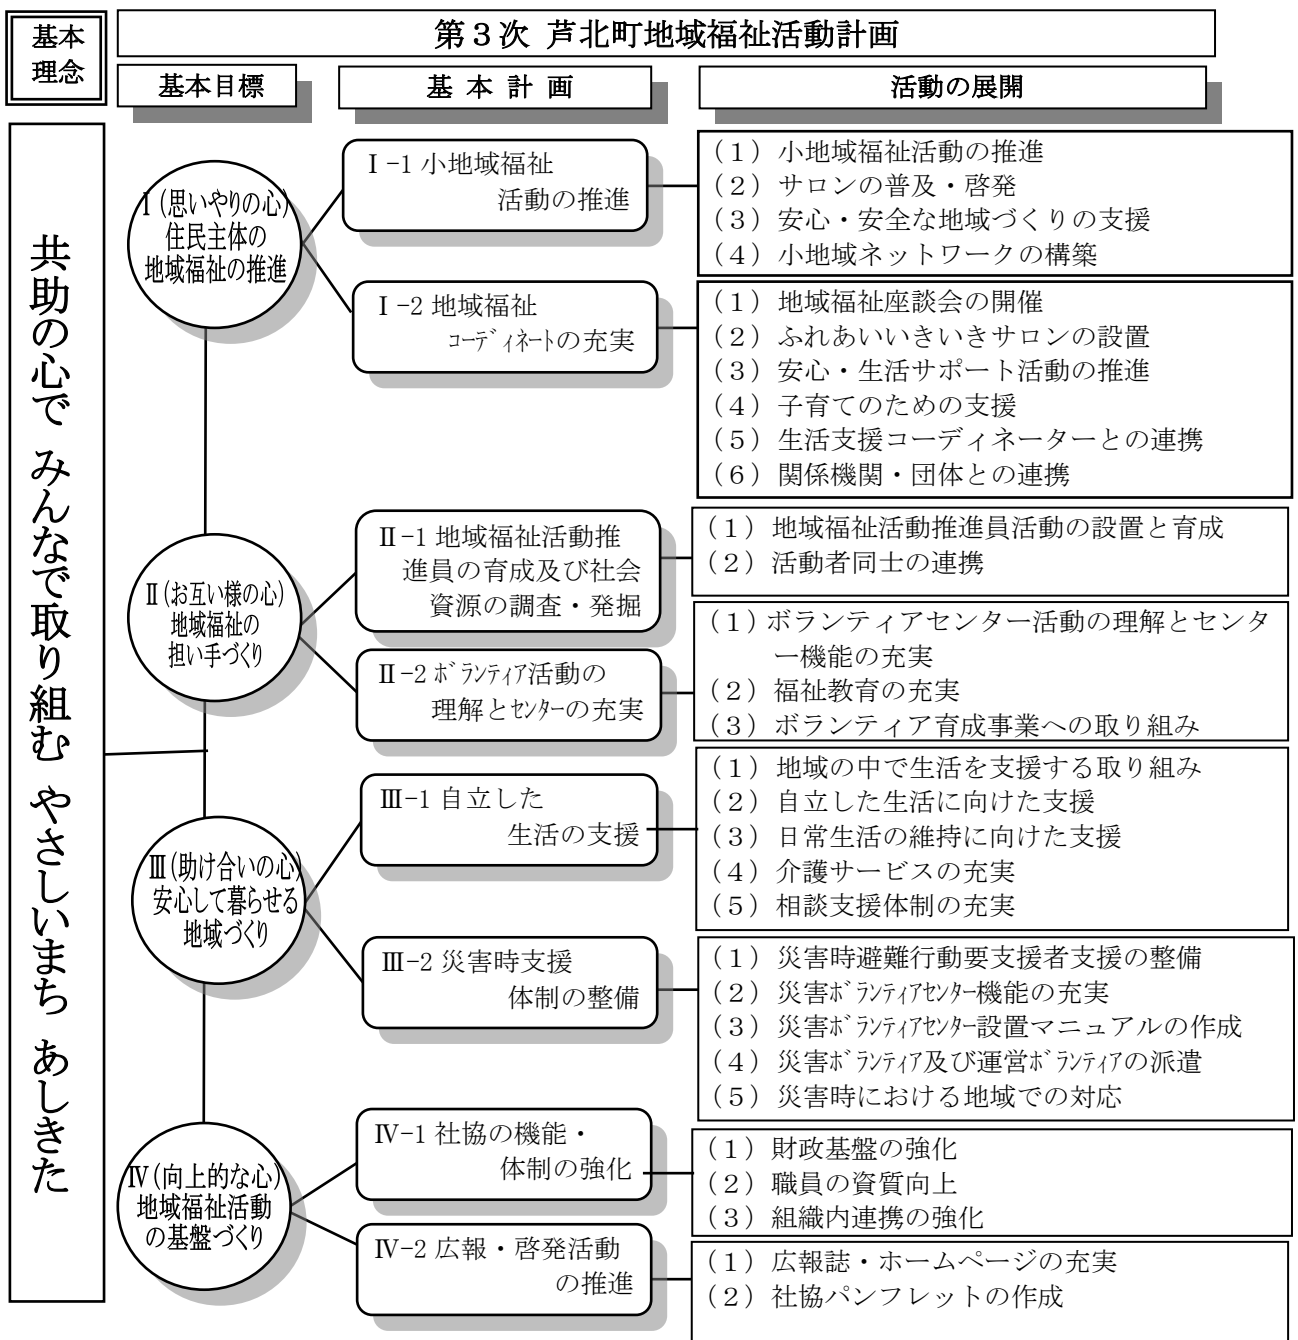 基本
理念
第３次 芦北町地域福祉活動計画
基本目標
基 本 計 画
活動の展開
共助の心で みんなで取り組む やさしいまち あしきた
Ⅰ(思いやりの心)
住民主体の
地域福祉の推進
Ⅰ-1 小地域福祉
活動の推進
（１）小地域福祉活動の推進
（２）サロンの普及・啓発
（３）安心・安全な地域づくりの支援
（４）小地域ネットワークの構築
Ⅰ-2 地域福祉
ｺｰﾃﾞｨﾈｰﾄの充実
（１）地域福祉座談会の開催
（２）ふれあいいきいきサロンの設置
（３）安心・生活サポート活動の推進
（４）子育てのための支援
（５）生活支援コーディネーターとの連携
（６）関係機関・団体との連携
Ⅱ(お互い様の心)
地域福祉の
担い手づくり
Ⅱ-1 地域福祉活動推
進員の育成及び社会
資源の調査・発掘
（１）地域福祉活動推進員活動の設置と育成
（２）活動者同士の連携
Ⅱ-2 ﾎﾞﾗﾝﾃｨｱ活動の
理解とｾﾝﾀｰの充実
（１）ボランティアセンター活動の理解とセンタ
ー機能の充実
（２）福祉教育の充実
（３）ボランティア育成事業への取り組み
Ⅲ(助け合いの心)
安心して暮らせる
地域づくり
Ⅲ-1 自立した
生活の支援
（１）地域の中で生活を支援する取り組み
（２）自立した生活に向けた支援
（３）日常生活の維持に向けた支援
（４）介護サービスの充実
（５）相談支援体制の充実
Ⅲ-2 災害時支援
体制の整備
（１）災害時避難行動要支援者支援の整備
（２）災害ﾎﾞﾗﾝﾃｨｱｾﾝﾀｰ機能の充実
（３）災害ﾎﾞﾗﾝﾃｨｱｾﾝﾀｰ設置マニュアルの作成
（４）災害ﾎﾞﾗﾝﾃｨｱ及び運営ﾎﾞﾗﾝﾃｨｱの派遣
（５）災害時における地域での対応
Ⅳ(向上的な心)
地域福祉活動
の基盤づくり
Ⅳ-1 社協の機能・
体制の強化
（１）財政基盤の強化
（２）職員の資質向上
（３）組織内連携の強化
Ⅳ-2 広報・啓発活動
の推進
（１）広報誌・ホームページの充実
（２）社協パンフレットの作成